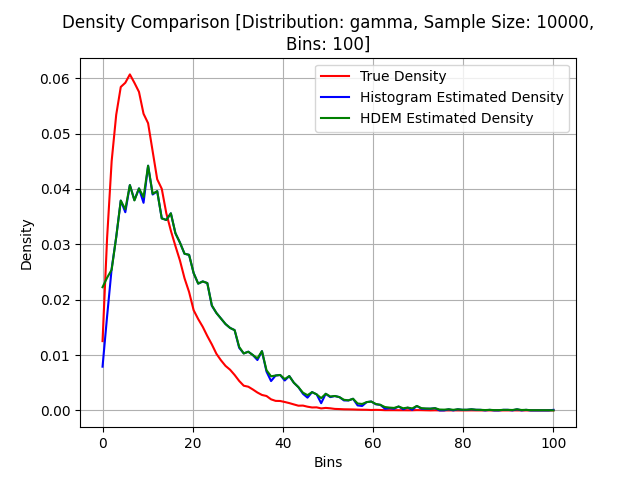 Density Comparison [Distribution: gamma, Sample Size: 10000,
Bins: 100]
True Density
Histogram Estimated Density
HDEM Estimated Density
Density
0.06
0.05
0.04
0.03
0.02
0.01
0.00
0 20 40 60 80 100
Bins